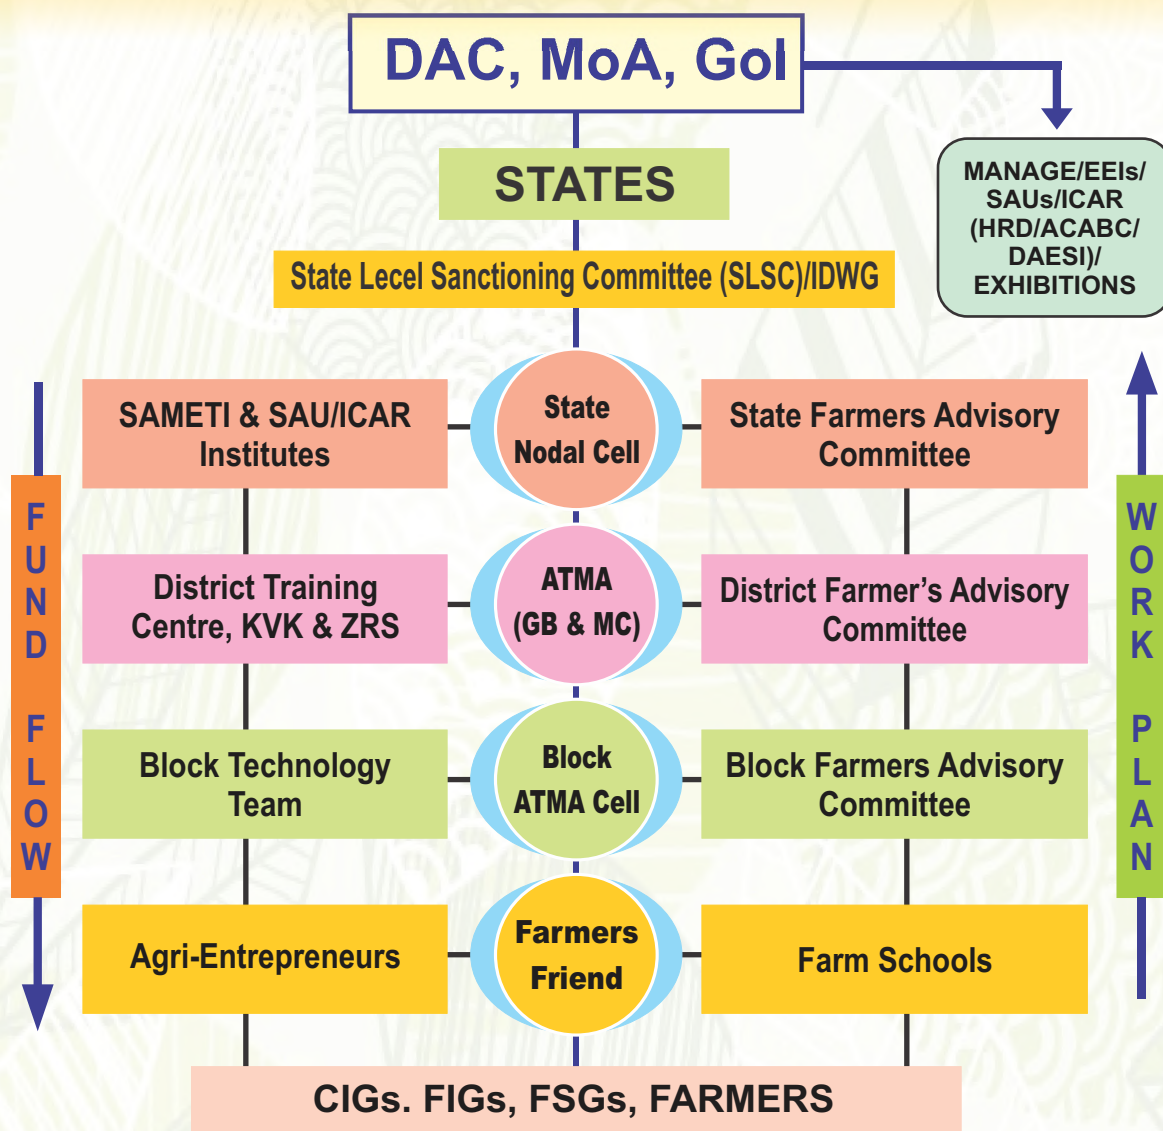 DAC, MoA, GoI
STATES
MANAGE/EEIs/
SAUs/ICAR
(HRD/ACABC/
DAESI)/
EXHIBITIONS
State Lecel Sanctioning Committee (SLSC)/IDWG
SAMETI & SAU/ICAR
Institutes
State
Nodal Cell
State Farmers Advisory
Committee
FUND FLOW
WORK PLAN
District Training
Centre, KVK & ZRS
ATMA
(GB & MC)
District Farmer’s Advisory
Committee
Block Technology
Team
Block
ATMA Cell
Block Farmers Advisory
Committee
Agri-Entrepreneurs
Farmers
Friend
Farm Schools
CIGs. FIGs, FSGs, FARMERS